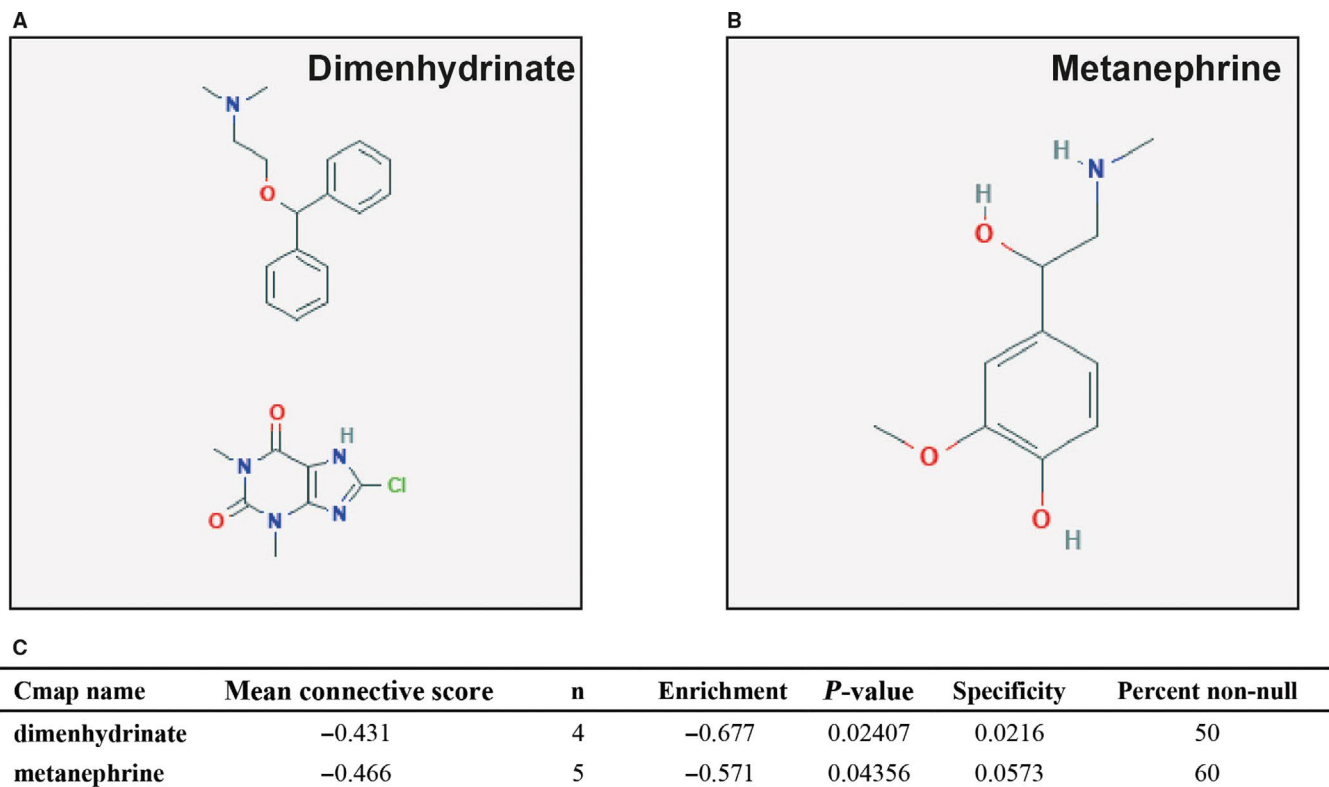 A
B
Dimenhydrinate
N
O
O
H
N
N
Cl
O
N
N
Metanephrine
H
N
H
O
O
O
H
C
Cmap name Mean connective score n Enrichment P-value Specificity Percent non-null
dimenhydrinate −0.431 4 −0.677 0.02407 0.0216 50
metanephrine −0.466 5 −0.571 0.04356 0.0573 60